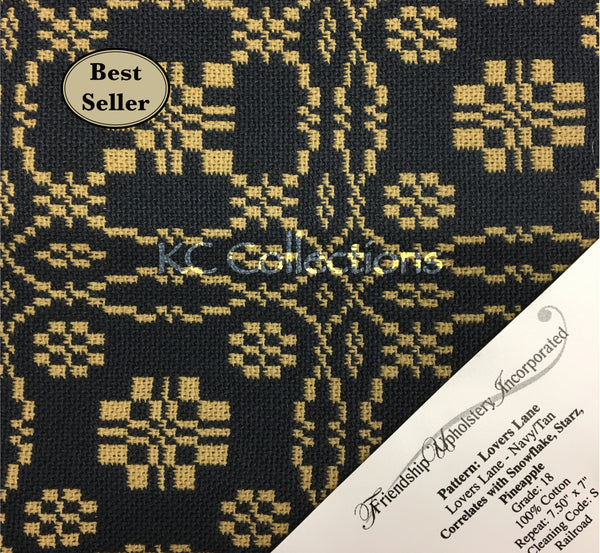 Best
Seller
KC Collections
Friendship Upholstery Incorporated
Pattern: Lovers Lane
Lovers Lane - Navy/Tan
Correlates with Snowflake, Starz,
Pineapple
Grade: 18
100% Cotton
Repeat: 7.50" x 7"
leaning Code: S
Railroad